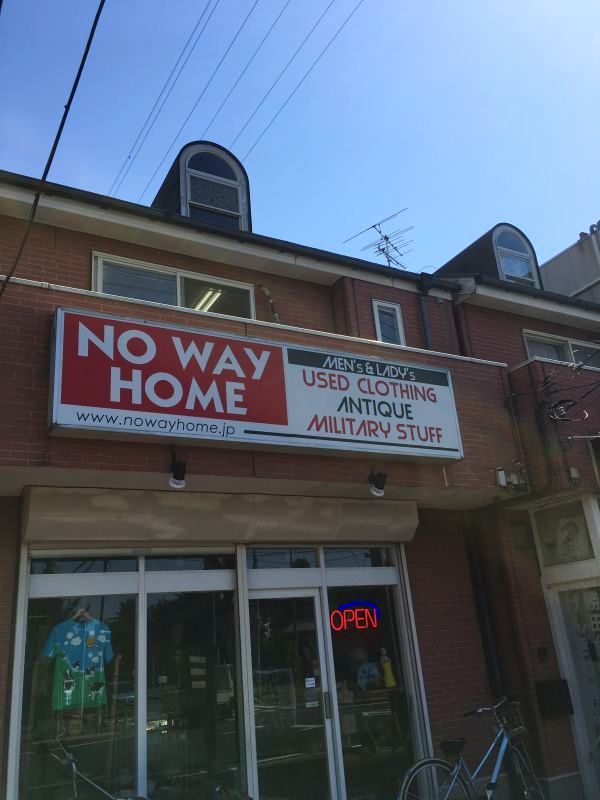 NO WAY
HOME
www.nowayhome.jp
MEN's & LADY's
USED CLOTHING
ANTIQUE
MILITARY STUFF
OPEN